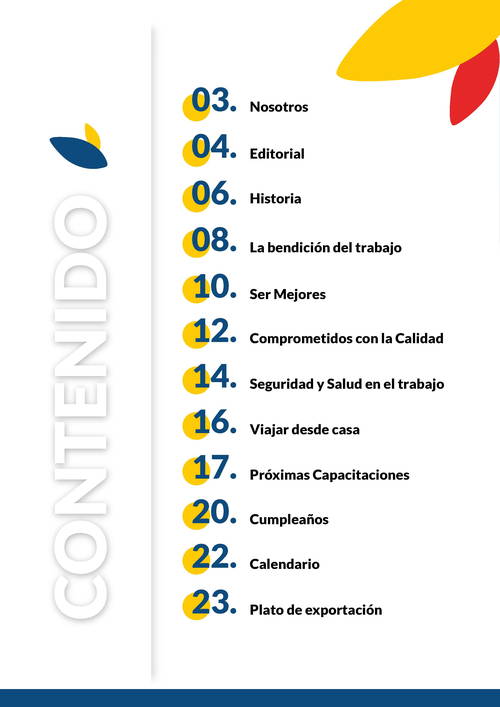 CONTENIDO
03. Nosotros
04. Editorial
06. Historia
08. La bendición del trabajo
10. Ser Mejores
12. Comprometidos con la Calidad
14. Seguridad y Salud en el trabajo
16. Viajar desde casa
17. Próximas Capacitaciones
20. Cumpleaños
22. Calendario
23. Plato de exportación